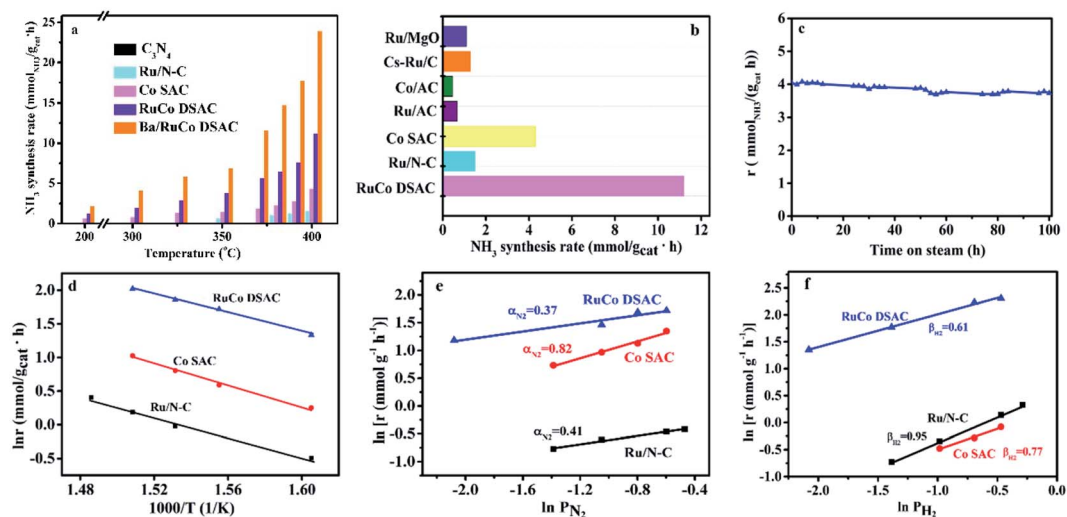 a
NH3 synthesis rate (mmolNH3/gcat·h)
25
20
15
10
5
0
C3N4
Ru/N-C
Co SAC
RuCo DSAC
Ba/RuCo DSAC
200
300
350
400
Temperature (°C)
b
Ru/MgO
Cs-Ru/C
Co/AC
Ru/AC
Co SAC
Ru/N-C
RuCo DSAC
0
2
4
6
8
10
12
NH3 synthesis rate (mmol/gcat · h)
c
r ( mmolNH3/(gcat h)
6
5
4
3
2
1
0
0
20
40
60
80
100
Time on steam (h)
d
lnr (mmol/gcat · h)
2.0
1.5
1.0
0.5
0.0
-0.5
RuCo DSAC
Co SAC
Ru/N-C
1.48
1.52
1.56
1.60
1000/T (1/K)
e
ln [r (mmol g-1 h-1)]
2.0
1.5
1.0
0.5
0.0
-0.5
-1.0
RuCo DSAC
αN2=0.37
αN2=0.82
Co SAC
αN2=0.41
Ru/N-C
-2.0
-1.6
-1.2
-0.8
-0.4
ln PN2
f
ln [r (mmol g-1 h-1)]
2.5
2.0
1.5
1.0
0.5
0.0
-0.5
-1.0
RuCo DSAC
βH2=0.61
Ru/N-C
βH2=0.95
Co SAC
βH2=0.77
-2.0
-1.5
-1.0
-0.5
0.0
ln PH2